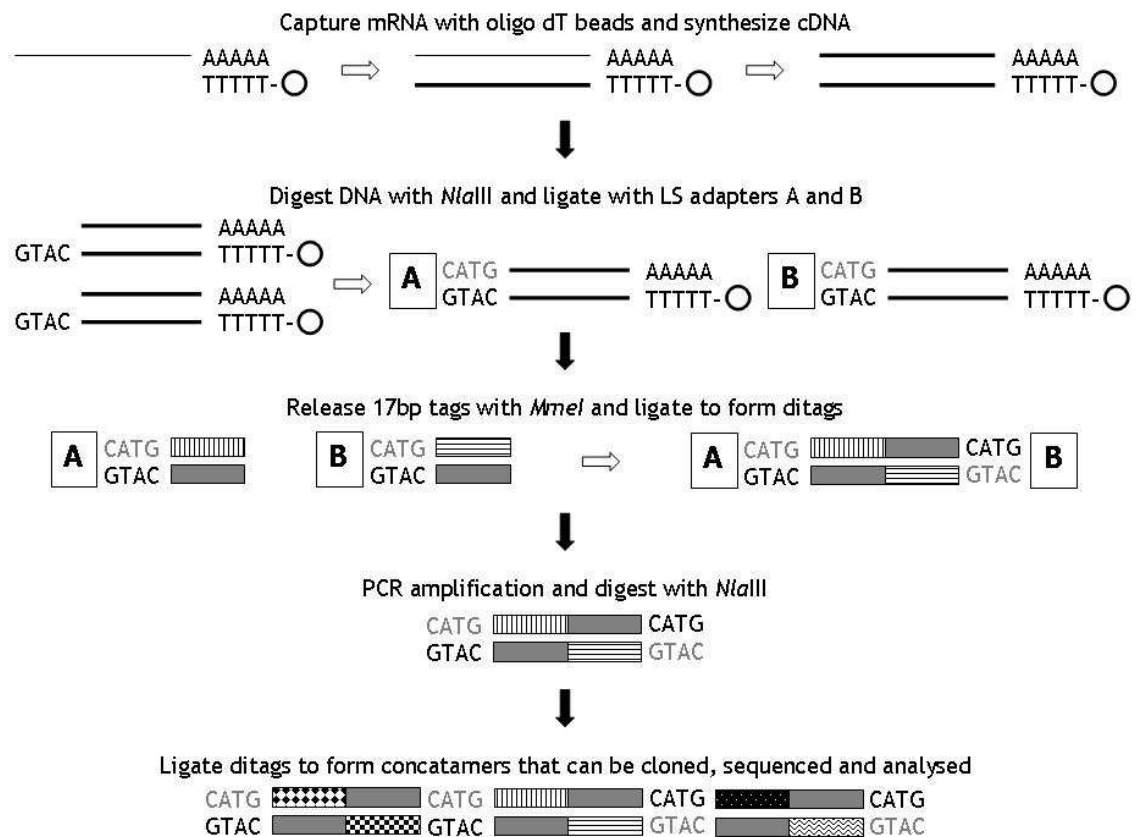 Capture mRNA with oligo dT beads and synthesize cDNA
AAAAA AAAAA AAAAA
TTTTT- TTTTT- TTTTT-
Digest DNA with NlaIII and ligate with LS adapters A and B
AAAAA
GTAC TTTTT-
AAAAA
GTAC TTTTT-
A CATG AAAAA B CATG AAAAA
GTAC TTTTT- GTAC TTTTT-
Release 17bp tags with MmeI and ligate to form ditags
A CATG B CATG A CATG CATG B
GTAC GTAC GTAC GTAC
PCR amplification and digest with NlaIII
CATG CATG
GTAC GTAC
Ligate ditags to form concatamers that can be cloned, sequenced and analysed
CATG CATG CATG CATG
GTAC GTAC GTAC GTAC